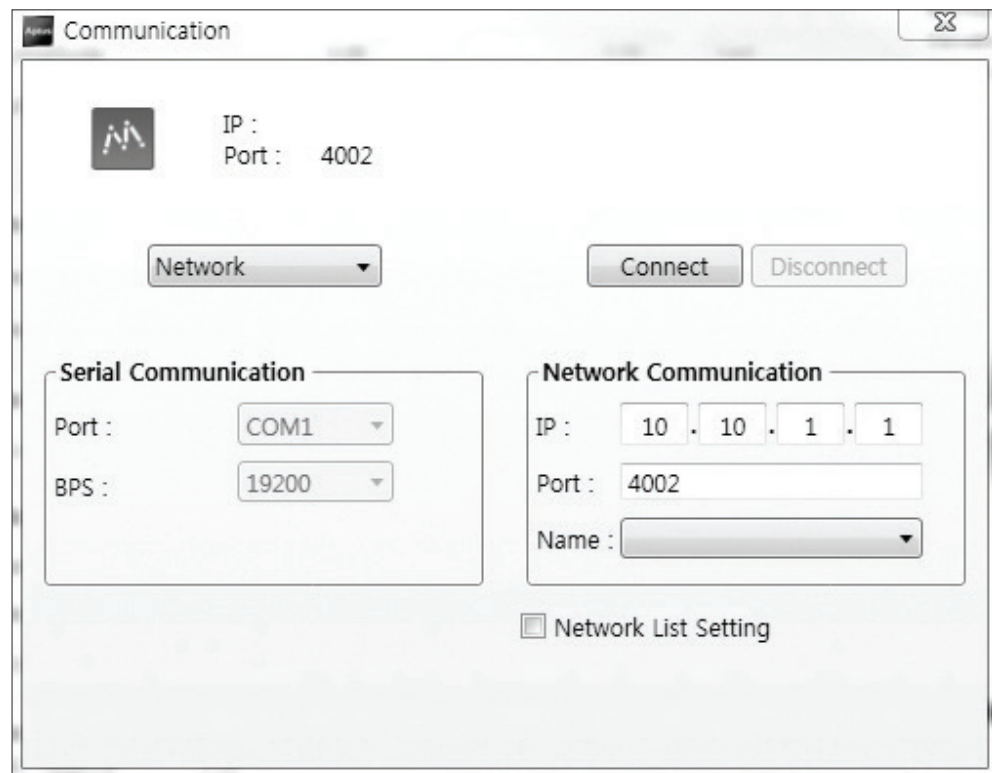 Communication
IP :
Port : 4002
Network
Connect
Disconnect
Serial Communication
Port : COM1
BPS : 19200
Network Communication
IP : 10 . 10 . 1 . 1
Port : 4002
Name :
Network List Setting